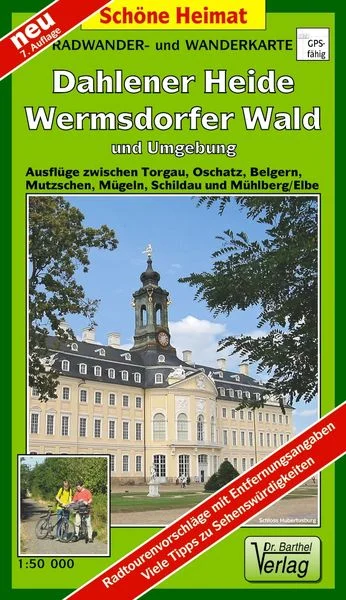 neu
7. Auflage
Schöne Heimat
RADWANDER- und WANDERKARTE
GPS-
fähig
Dahlener Heide
Wermsdorfer Wald
und Umgebung
Ausflüge zwischen Torgau, Oschatz, Belgern,
Mutzschen, Mügeln, Schildau und Mühlberg/Elbe
Radtourenvorschläge mit Entfernungsangaben
Viele Tipps zu Sehenswürdigkeiten
Schloss Hubertusburg
1:50 000
Dr. Barthel
Verlag